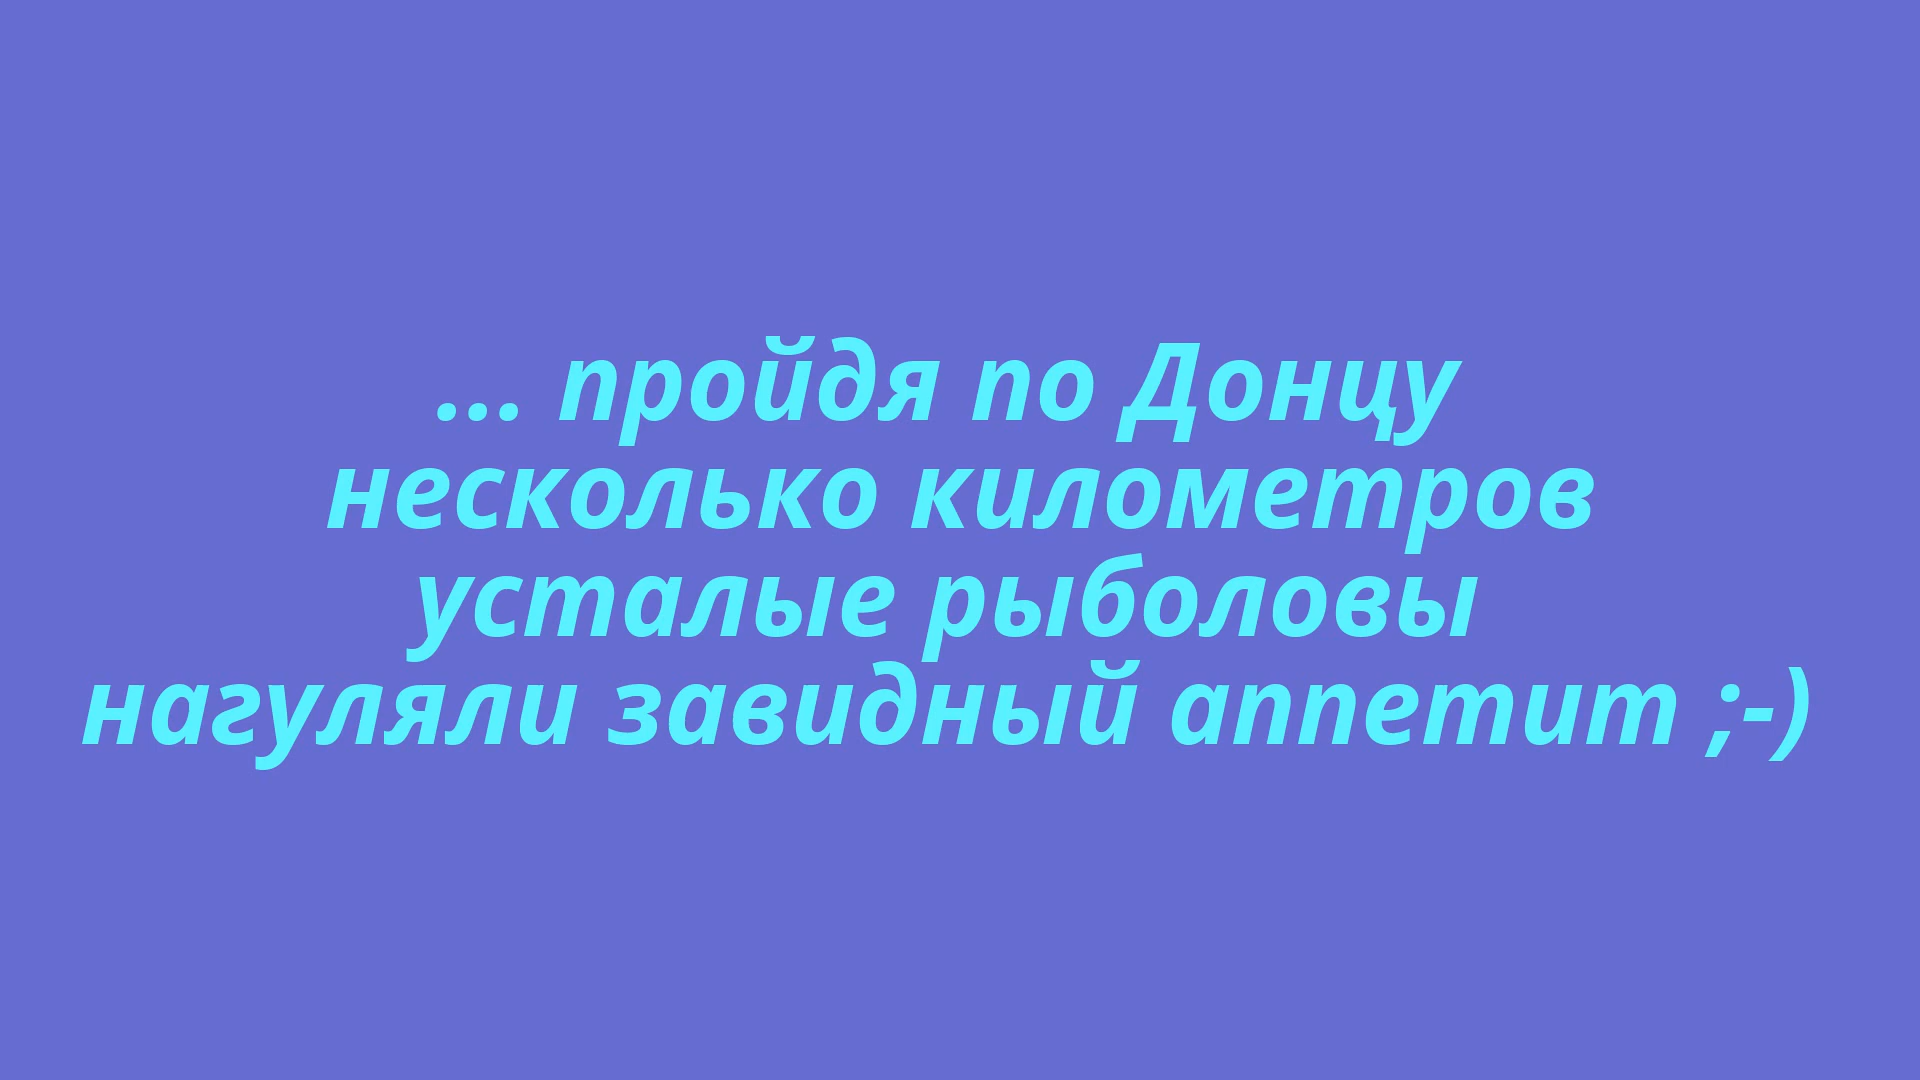 ... пройдя по Донцу
несколько километров
усталые рыболовы
нагуляли завидный аппетит ;-)